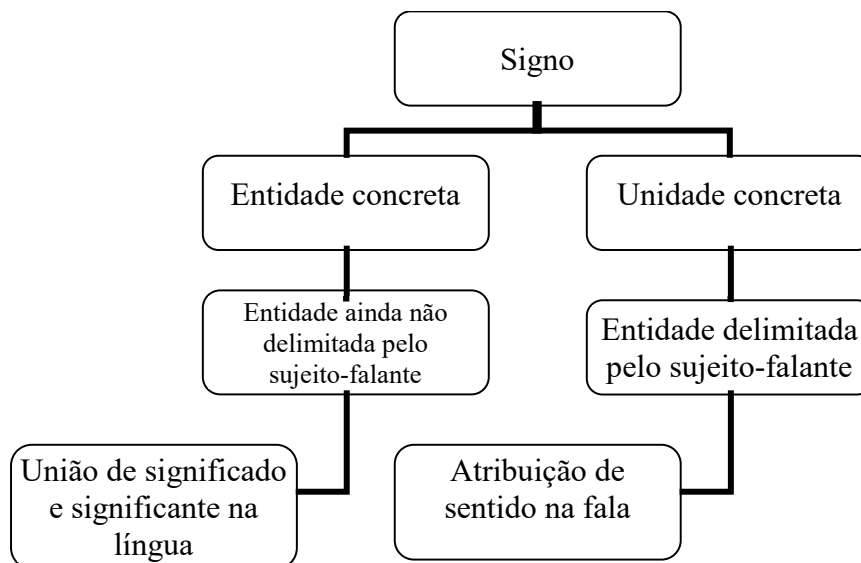 Signo
Entidade concreta
Unidade concreta
Entidade ainda não
delimitada pelo
sujeito-falante
Entidade delimitada
pelo sujeito-falante
União de significado
e significante na
língua
Atribuição de
sentido na fala